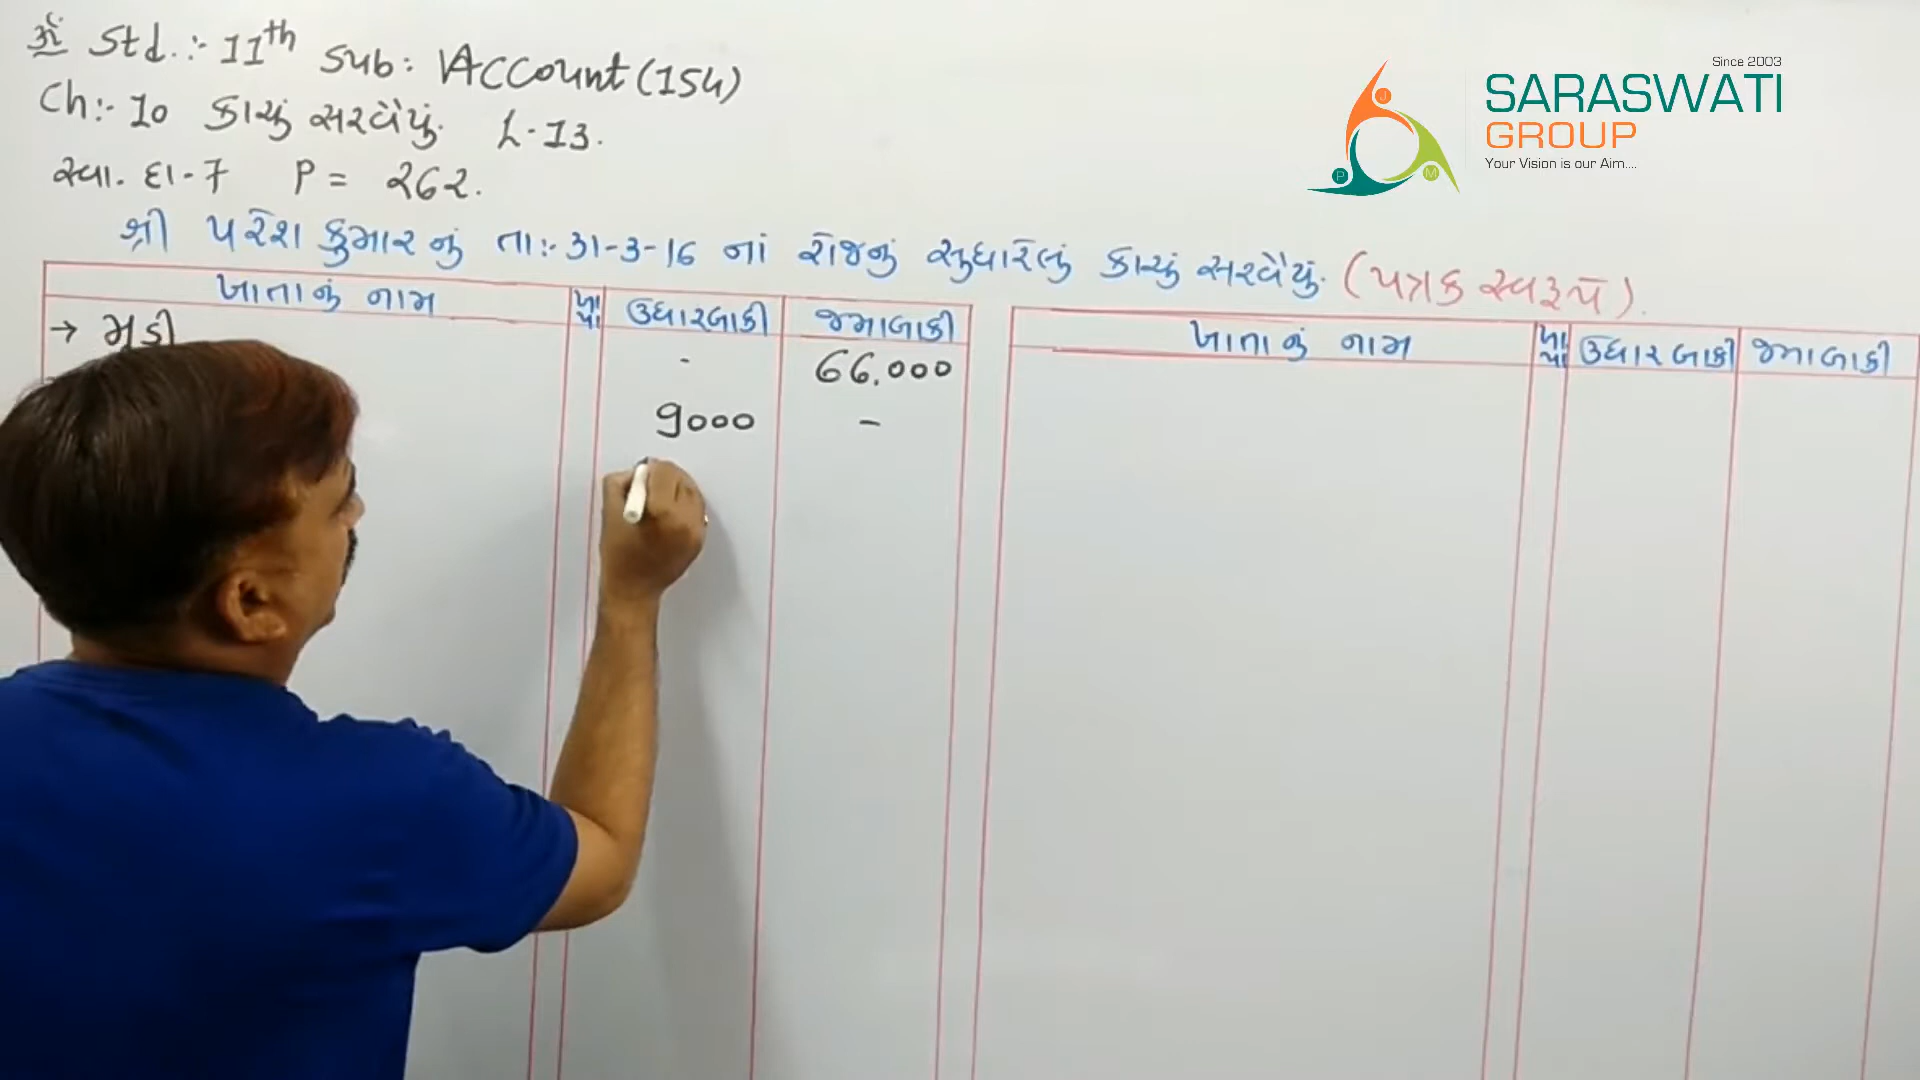 ૐ Std.:- 11th Sub: Account (154)
Ch:- 10 કાચું સરવૈયું. L-13.
સ્વા. દા-7 P = 262.
શ્રી પરેશ કુમારનું તા:-31-3-16 નાં રોજનું સુધારેલું કાચું સરવૈયું. (પત્રક સ્વરૂપે).
ખાતાનું નામ ખા પા ઉધારબાકી જમાબાકી
→ મૂડી - 66.000
9000 -
ખાતાનું નામ ખા પા ઉધારબાકી જમાબાકી
Since 2003
SARASWATI
GROUP
Your Vision is our Aim....
J
P
M